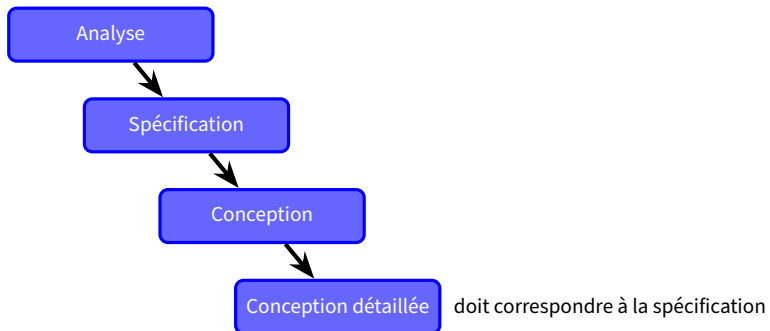 Analyse
Spécification
Conception
Conception détaillée doit correspondre à la spécification